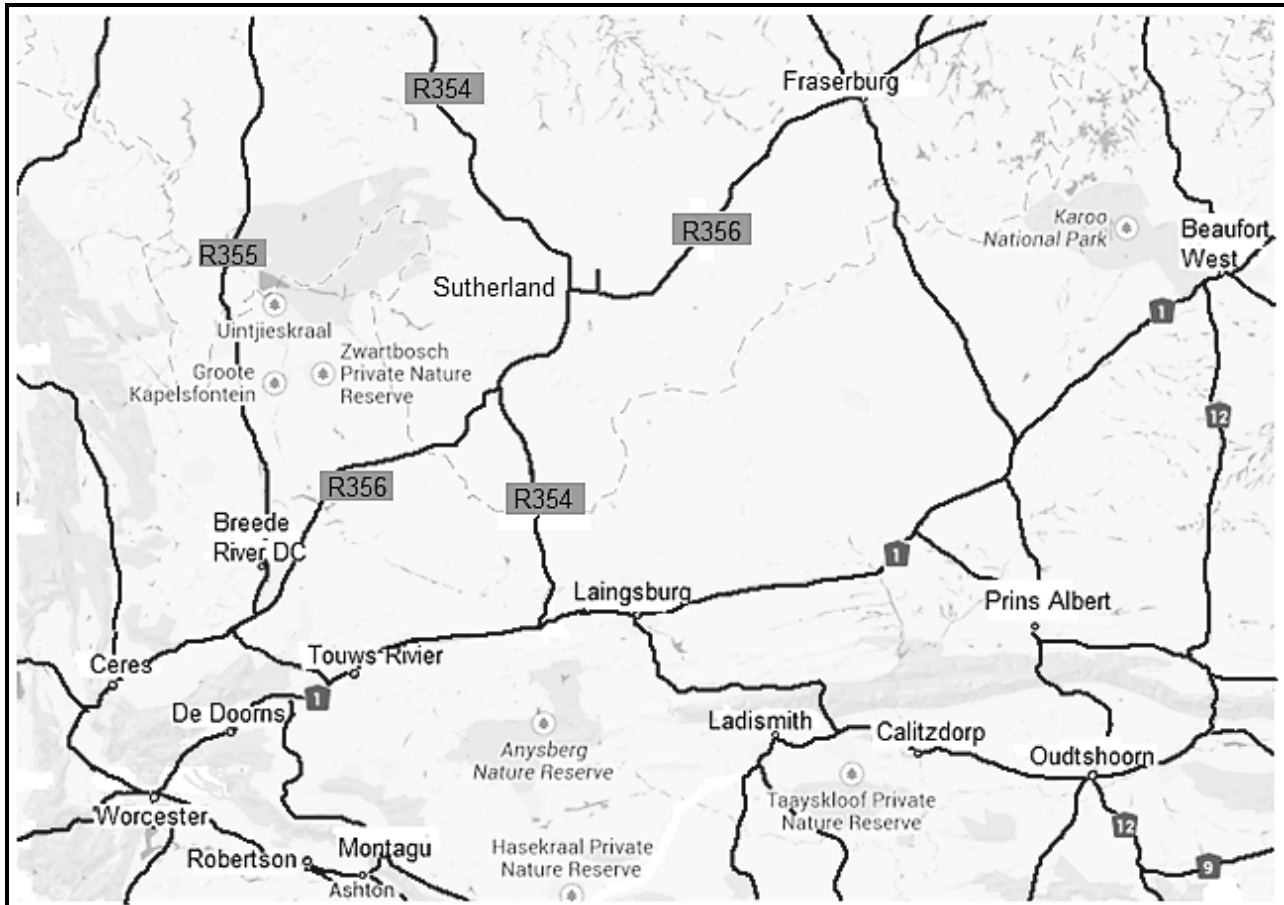 R354
Fraserburg
R355
R356
Karoo
National Park
Beaufort
West
Sutherland
1
Uintjieskraal
Groote
Kapelsfontein
Zwartbosch
Private Nature
Reserve
12
R356
R354
Breede
River DC
1
Laingsburg
Prins Albert
Ceres
Touws Rivier
1
De Doorns
Anysberg
Nature Reserve
Ladismith
Calitzdorp
Oudtshoorn
Taayskloof Private
Nature Reserve
Worcester
12
Robertson
Montagu
Ashton
Hasekraal Private
Nature Reserve
9